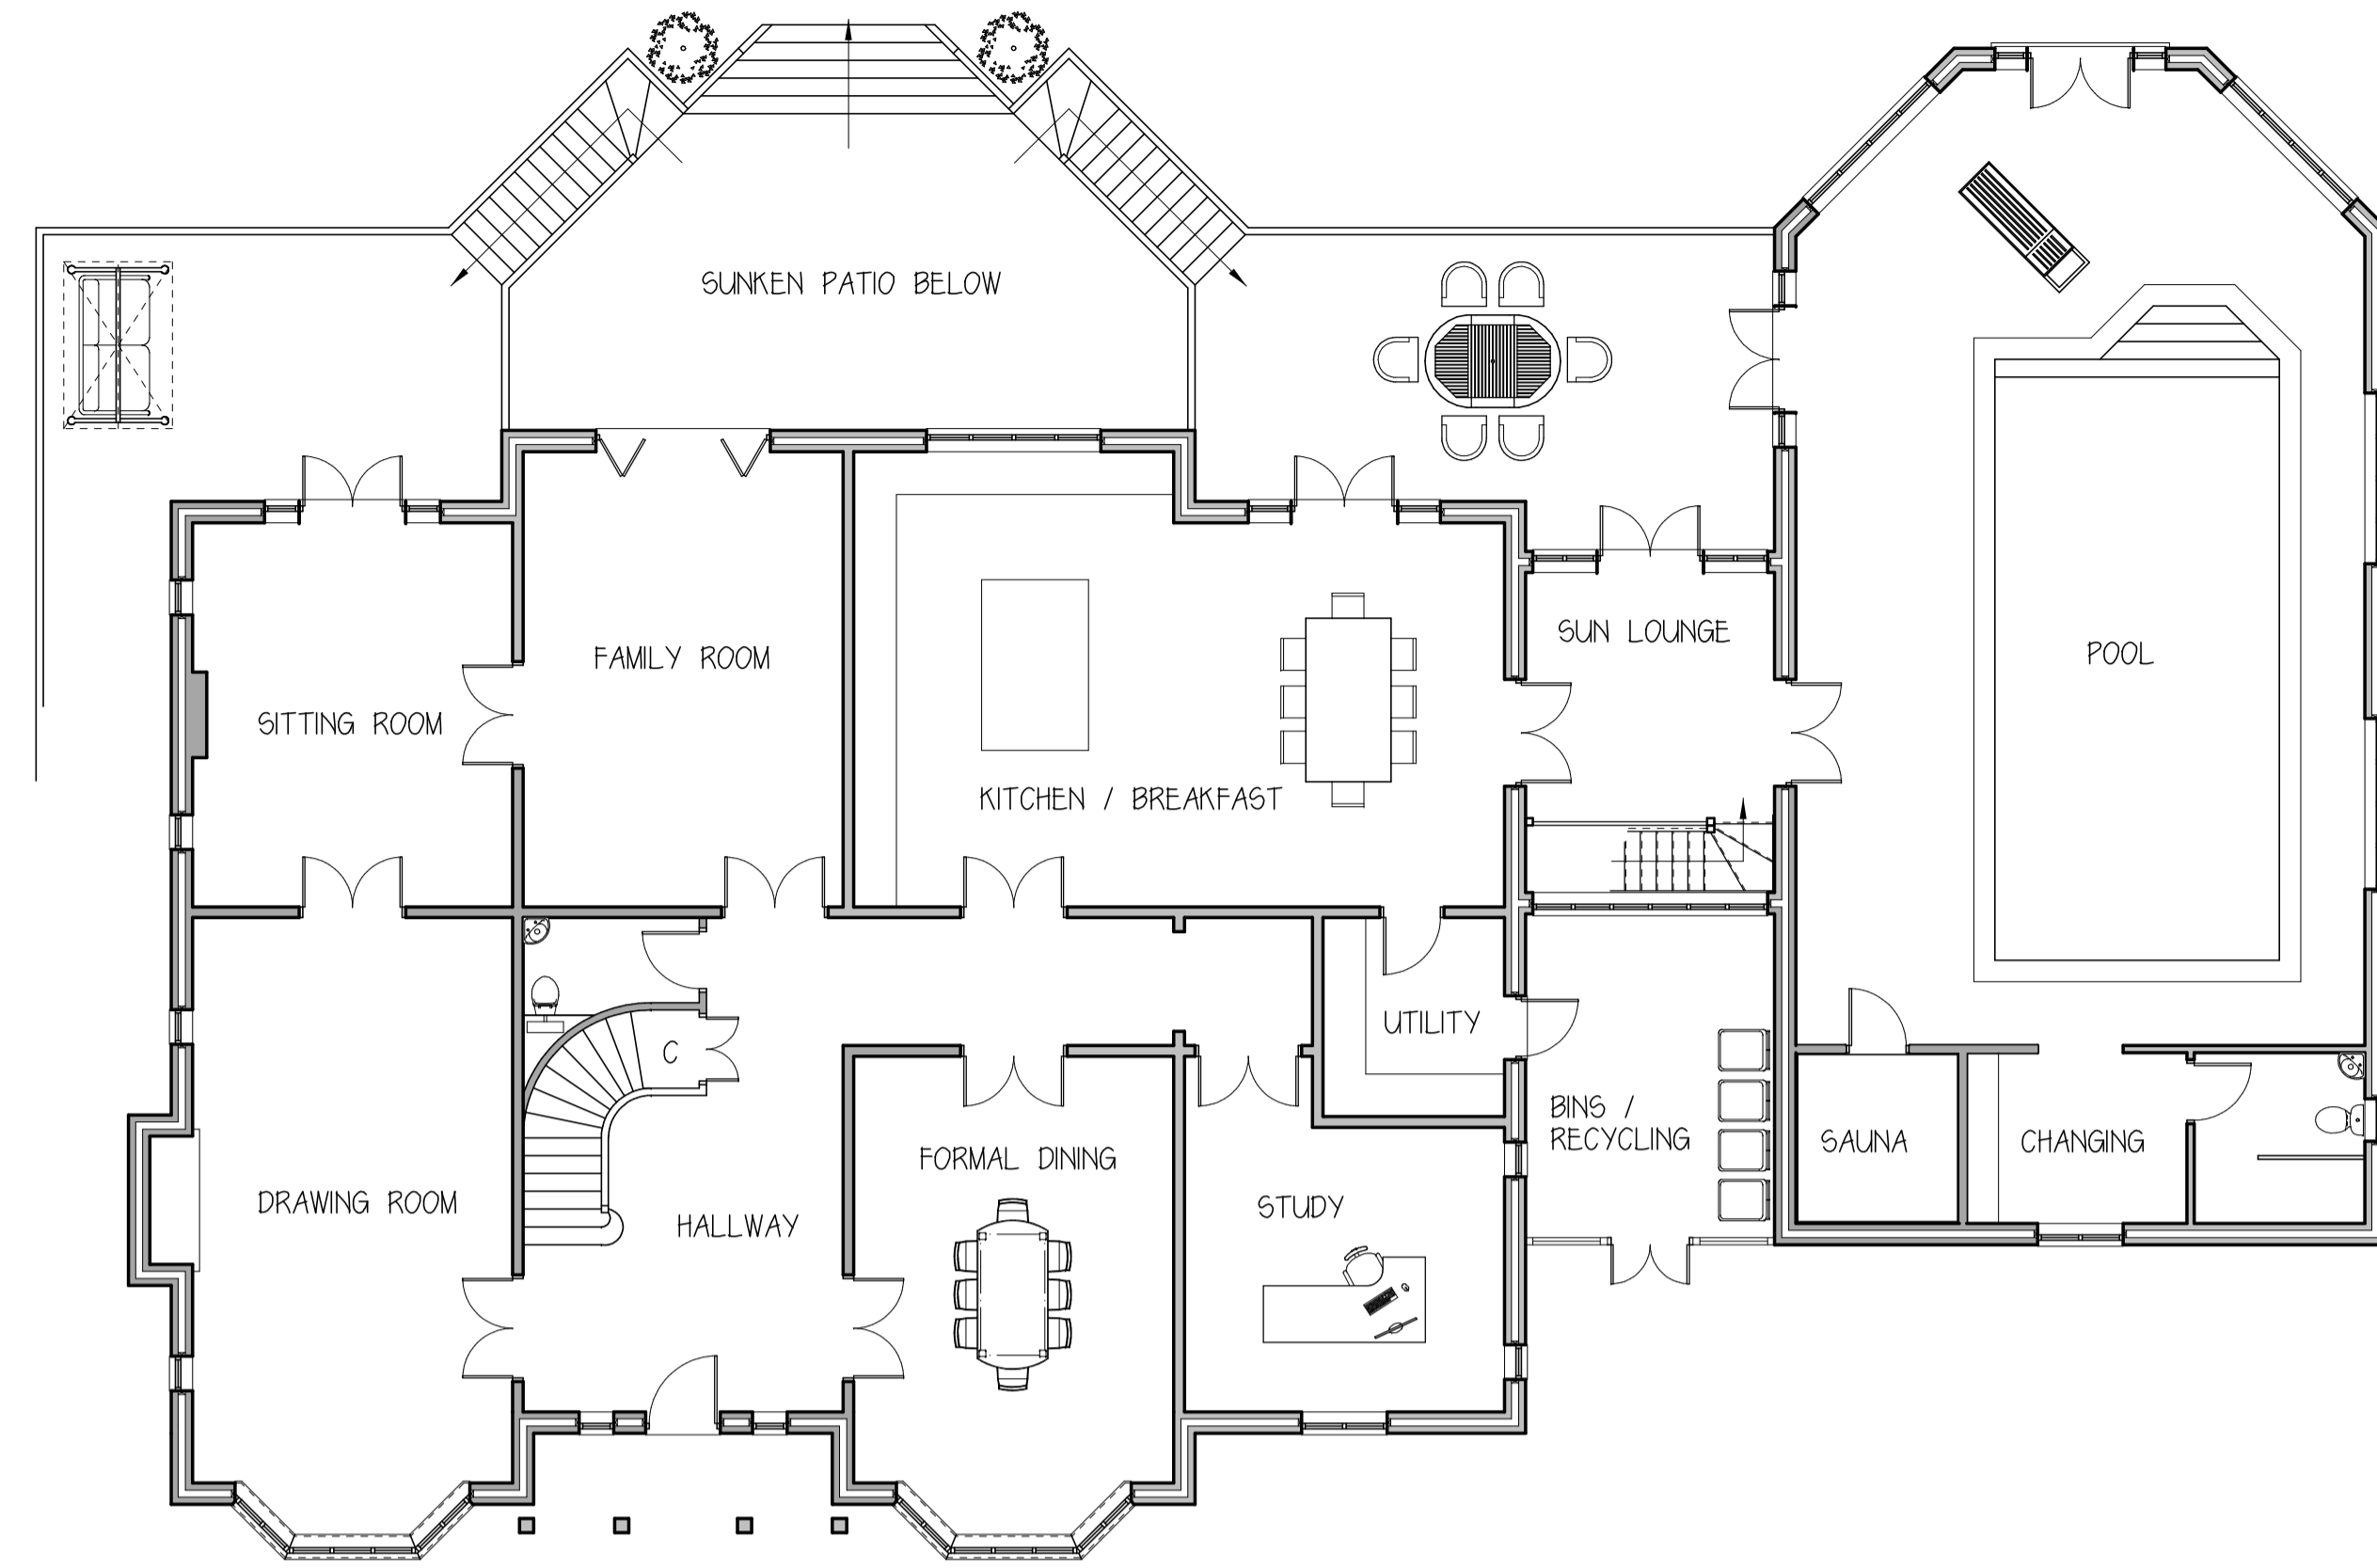 SUNKEN PATIO BELOW
SUN LOUNGE
FAMILY ROOM
POOL
SITTING ROOM
KITCHEN / BREAKFAST
UTILITY
C
BINS /
RECYCLING
SAUNA
CHANGING
FORMAL DINING
DRAWING ROOM
STUDY
HALLWAY